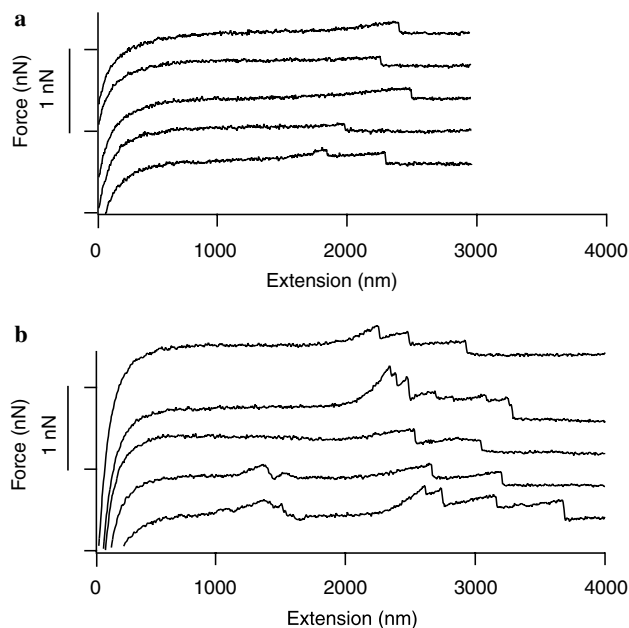 a
Force (nN)
1 nN
0
1000
2000
3000
4000
Extension (nm)
b
Force (nN)
1 nN
0
1000
2000
3000
4000
Extension (nm)